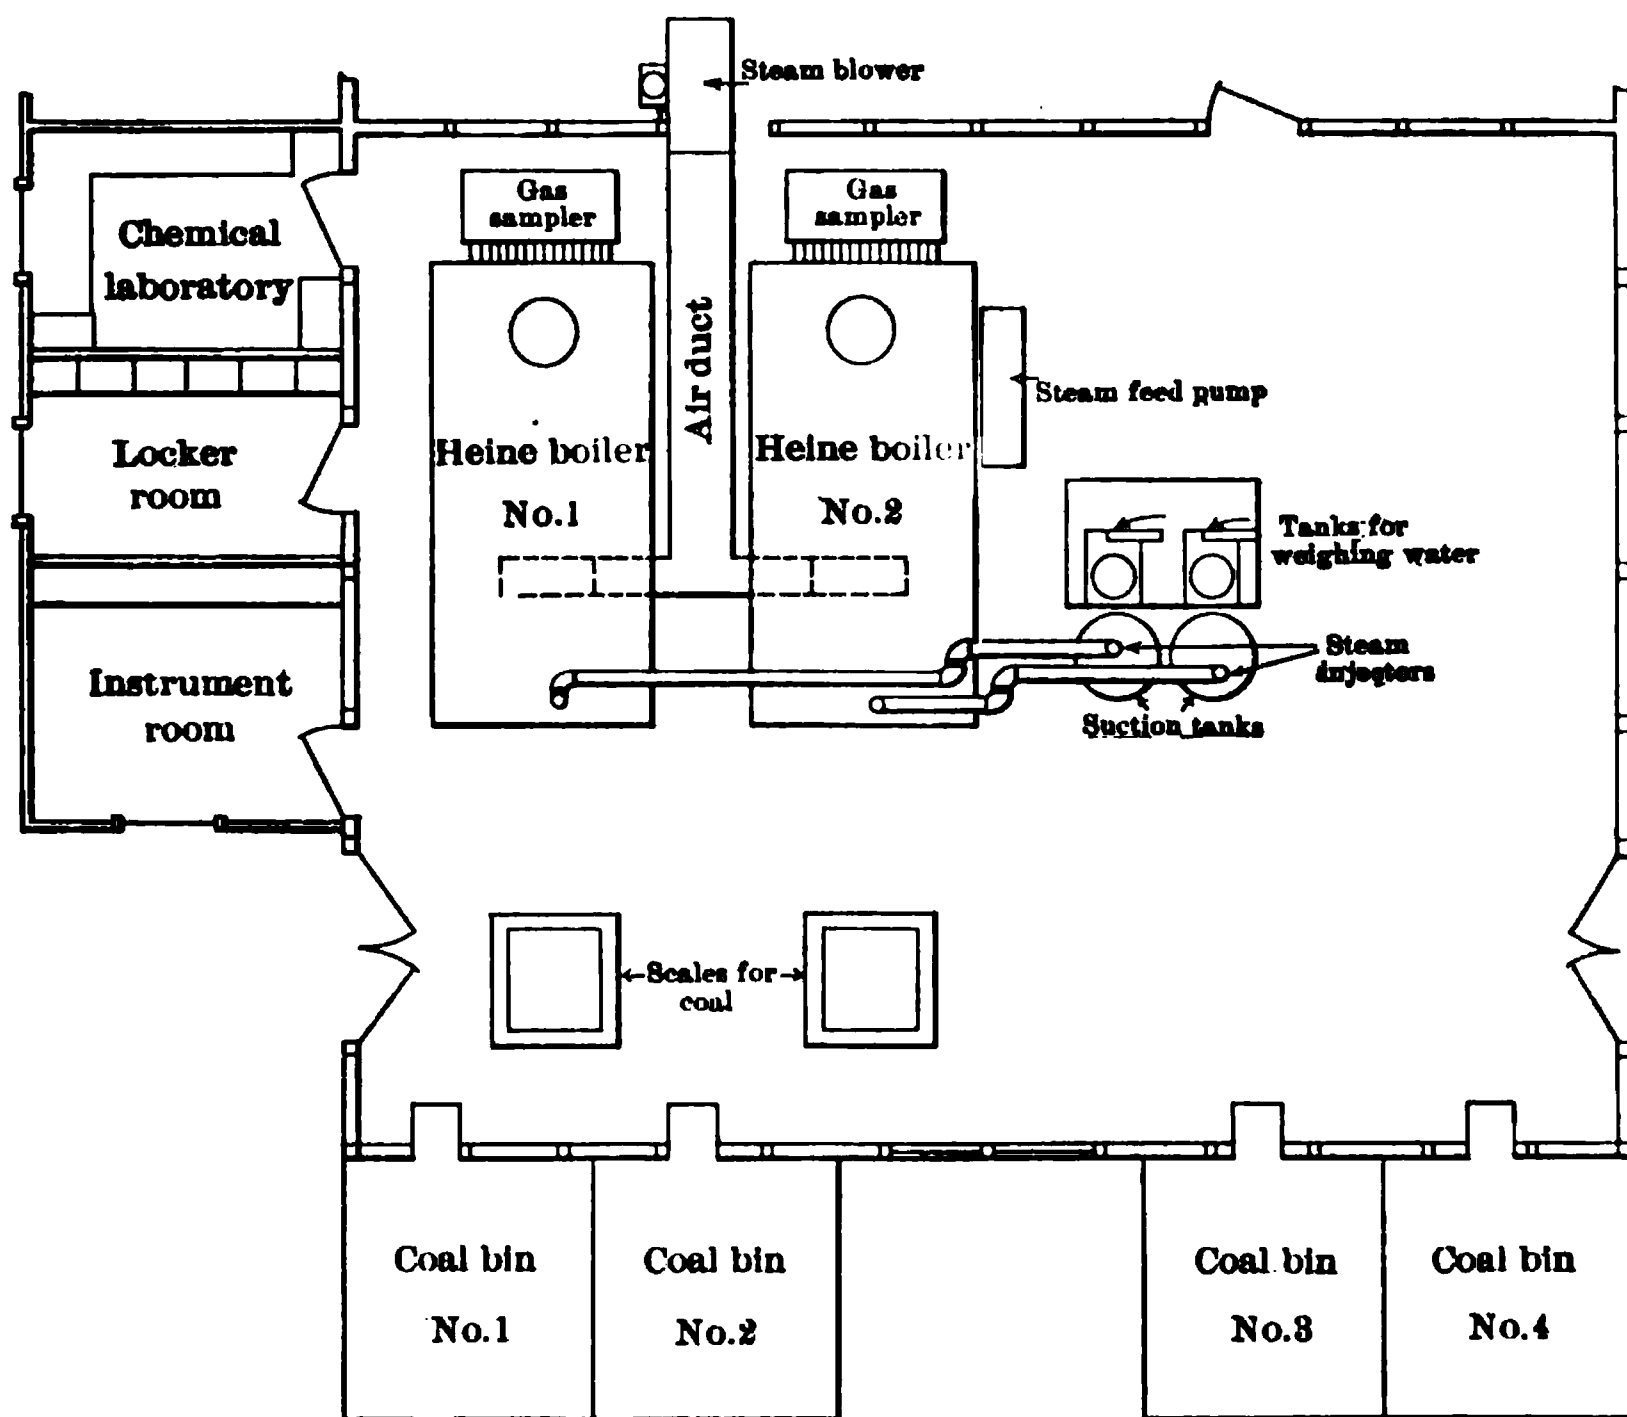 Steam blower
Gas
sampler
Gas
sampler
Chemical
laboratory
Air duct
Steam feed pump
Heine boiler
No.1
Heine boiler
No.2
Locker
room
Tanks for
weighing water
Steam
injectors
Instrument
room
Suction tanks
Scales for
coal
Coal bin
No.1
Coal bin
No.2
Coal bin
No.3
Coal bin
No.4